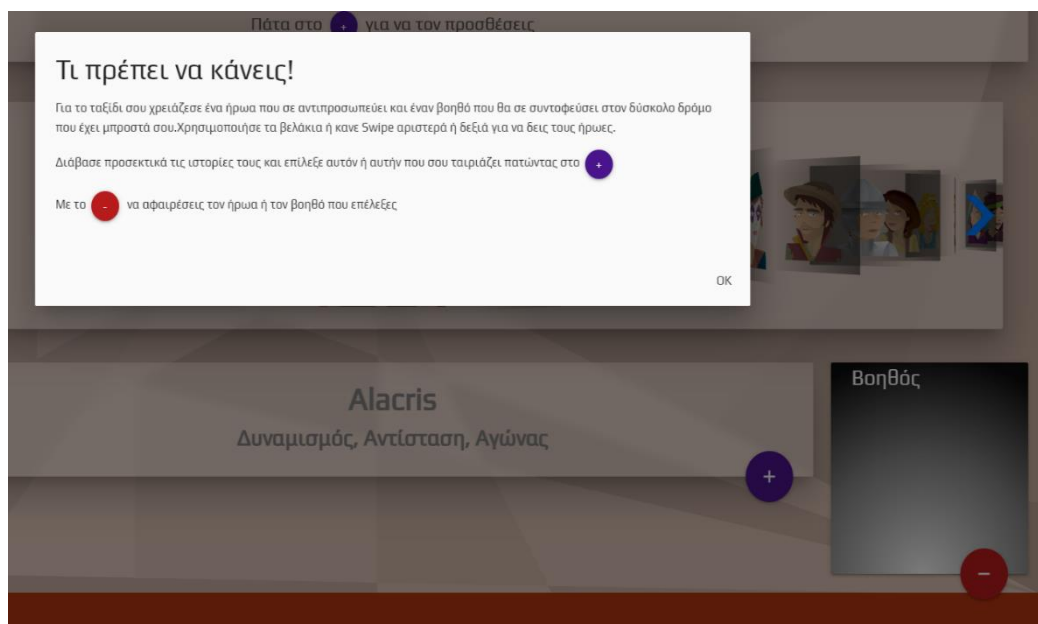 Πάτα στο + για να τον προσθέσεις
Τι πρέπει να κάνεις!
Για το ταξίδι σου χρειάζεσε ένα ήρωα που σε αντιπροσωπεύει και έναν βοηθό που θα σε συντοφεύσει στον δύσκολο δρόμο
που έχει μπροστά σου.Χρησιμοποιήσε τα βελάκια ή κανε Swipe αριστερά ή δεξιά για να δεις τους ήρωες.
Διάβασε προσεκτικά τις ιστορίες τους και επίλεξε αυτόν ή αυτήν που σου ταιριάζει πατώντας στο +
Με το - να αφαιρέσεις τον ήρωα ή τον βοηθό που επέλεξες
OK
Alacris
Δυναμισμός, Αντίσταση, Αγώνας
+
Βοηθός
-